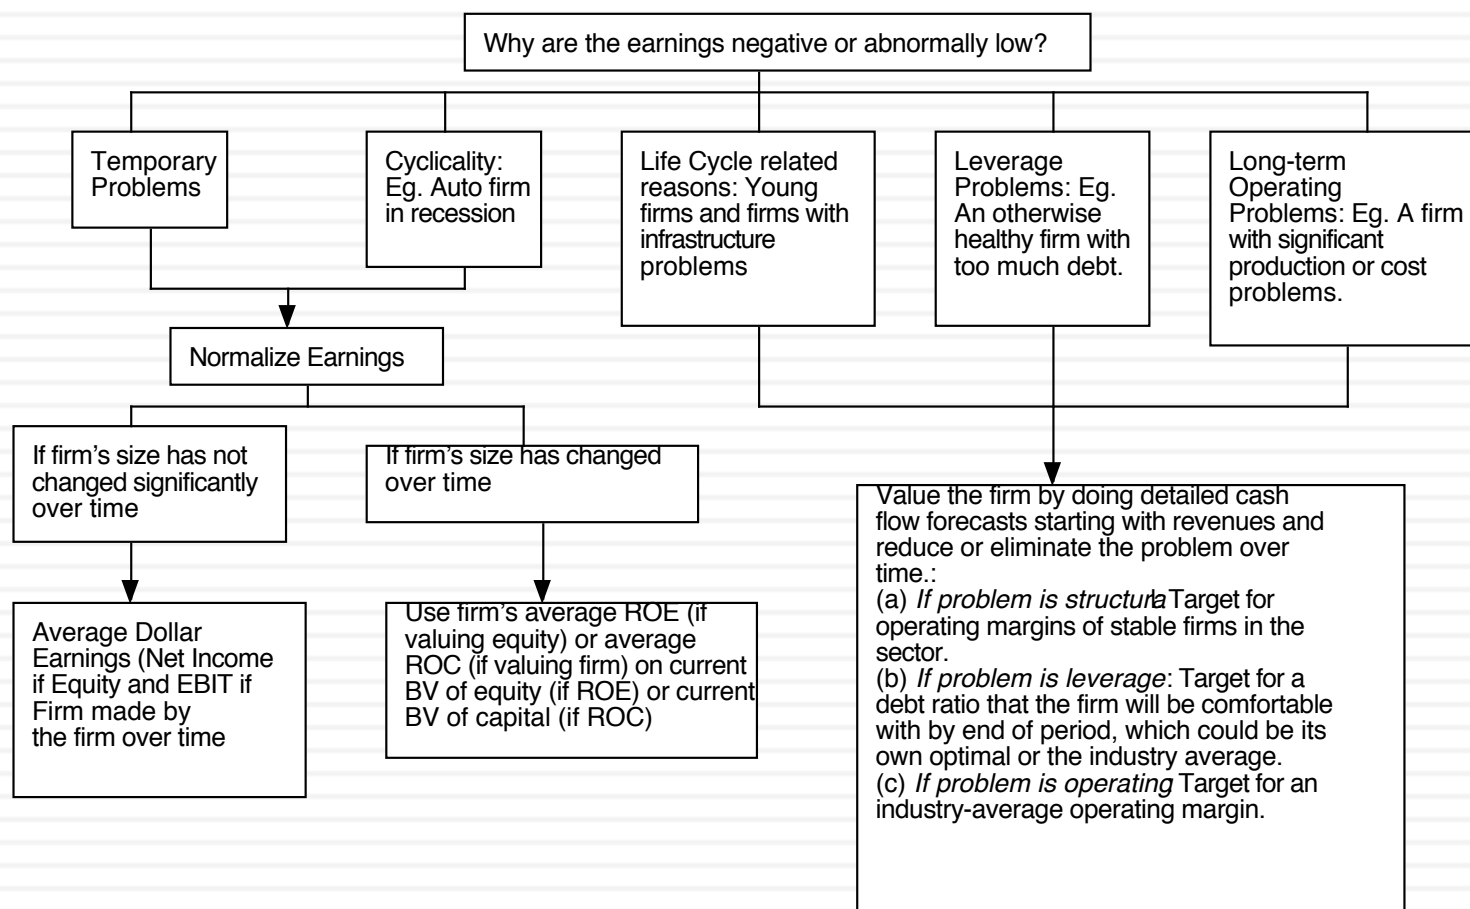 Why are the earnings negative or abnormally low?
Temporary
Problems
Cyclicality:
Eg. Auto firm
in recession
Life Cycle related
reasons: Young
firms and firms with
infrastructure
problems
Leverage
Problems: Eg.
An otherwise
healthy firm with
too much debt.
Long-term
Operating
Problems: Eg. A firm
with significant
production or cost
problems.
Normalize Earnings
If firm’s size has not
changed significantly
over time
If firm’s size has changed
over time
Average Dollar
Earnings (Net Income
if Equity and EBIT if
Firm made by
the firm over time
Use firm’s average ROE (if
valuing equity) or average
ROC (if valuing firm) on current
BV of equity (if ROE) or current
BV of capital (if ROC)
Value the firm by doing detailed cash
flow forecasts starting with revenues and
reduce or eliminate the problem over
time.:
(a) If problem is structural: Target for
operating margins of stable firms in the
sector.
(b) If problem is leverage: Target for a
debt ratio that the firm will be comfortable
with by end of period, which could be its
own optimal or the industry average.
(c) If problem is operating Target for an
industry-average operating margin.